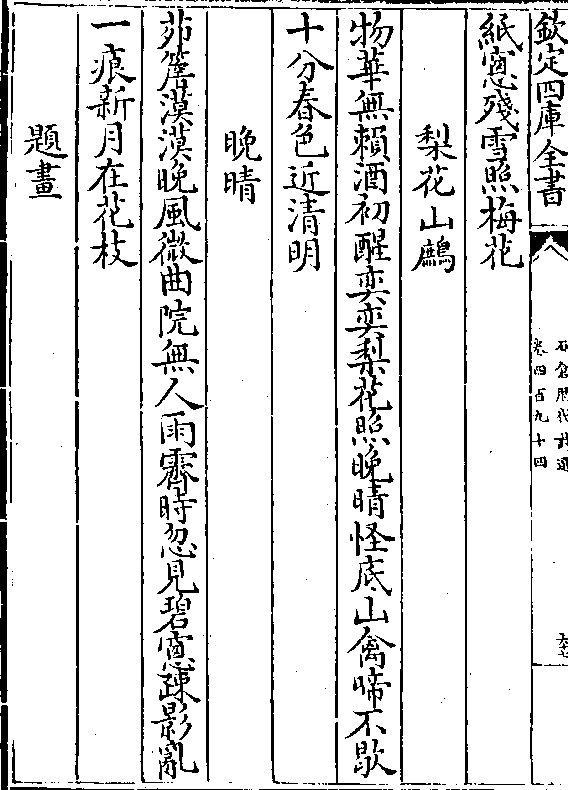 欽定四庫全書
石倉歷代詩選
卷四百九十四
紙窻殘雪照梅花
梨花山鷓
物華無賴酒初醒奕奕梨花照晚晴怪底山禽啼不歇
十分春色近清明
晚晴
茆簷漠漠晚風微曲院無人雨霽時忽見碧窻疎影亂
一痕新月在花枝
題畫